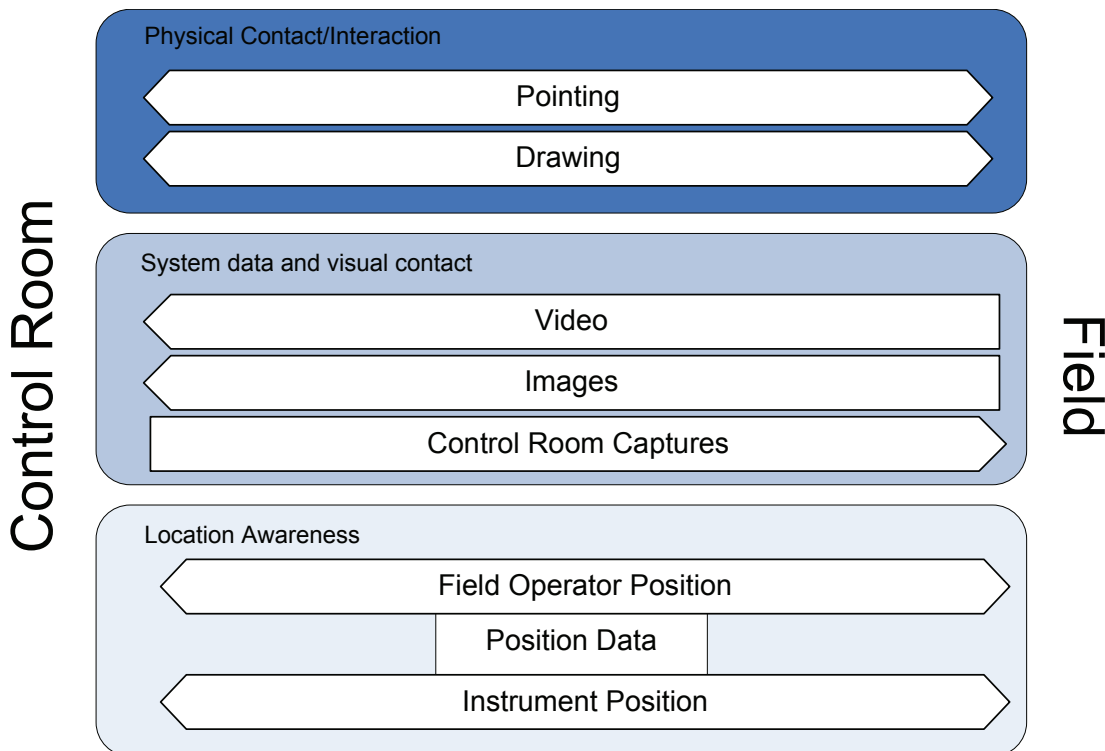 Control Room
Physical Contact/Interaction
Pointing
Drawing
System data and visual contact
Video
Images
Control Room Captures
Location Awareness
Field Operator Position
Position Data
Instrument Position
Field